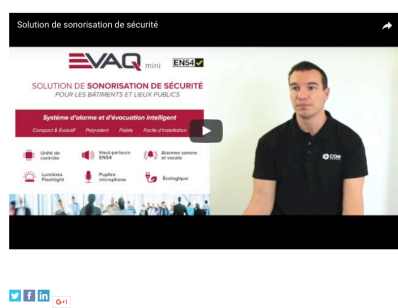 Solution de sonorisation de sécurité
EVAQ mini EN54
SOLUTION DE SONORISATION DE SÉCURITÉ
POUR LES BÂTIMENTS ET LIEUX PUBLICS
Système d'alarme et d'évacuation intelligent
Compact & Évolutif Polyvalent Fiable Facile d'installation
Unité de
contrôle
Haut-parleurs
EN54
Alarmes sonore
et vocale
Lumières
Flashlight
Pupitre
microphone
Écologique
G+1